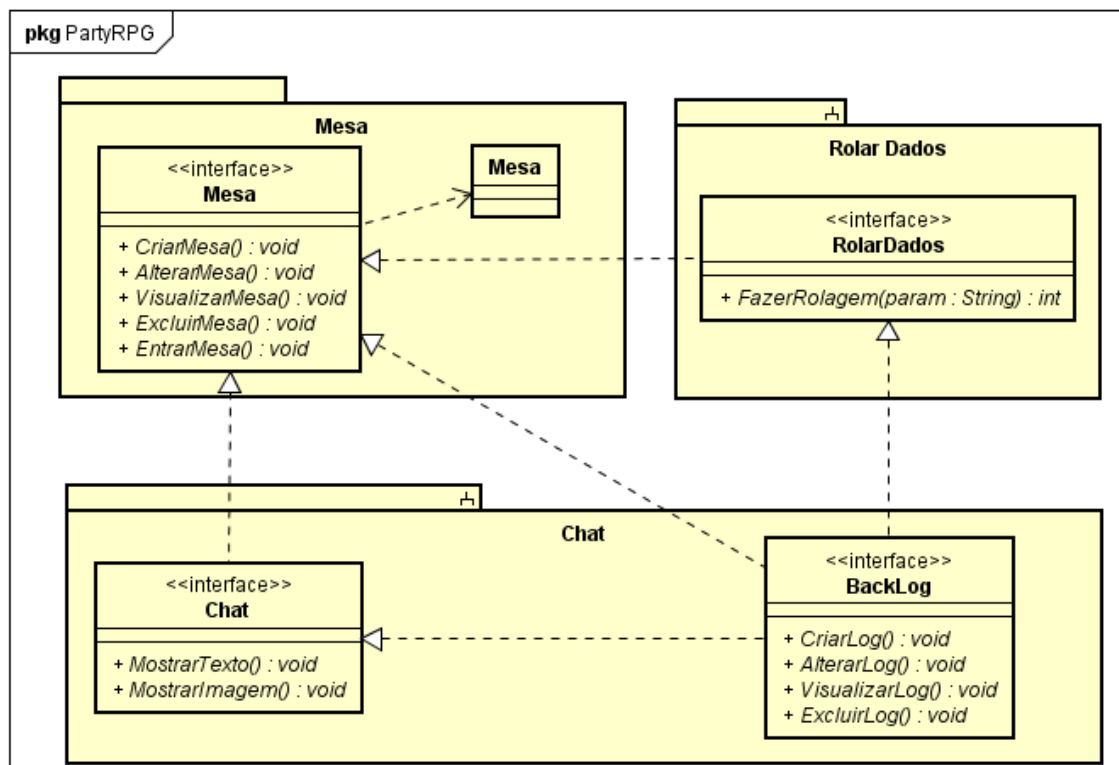 pkg PartyRPG
Mesa
<<interface>>
Mesa
+ CriarMesa() : void
+ AlterarMesa() : void
+ VisualizarMesa() : void
+ ExcluirMesa() : void
+ EntrarMesa() : void
Mesa
Rolar Dados
<<interface>>
RolarDados
+ FazerRolagem(param : String) : int
Chat
<<interface>>
Chat
+ MostrarTexto() : void
+ MostrarImagem() : void
<<interface>>
BackLog
+ CriarLog() : void
+ AlterarLog() : void
+ VisualizarLog() : void
+ ExcluirLog() : void